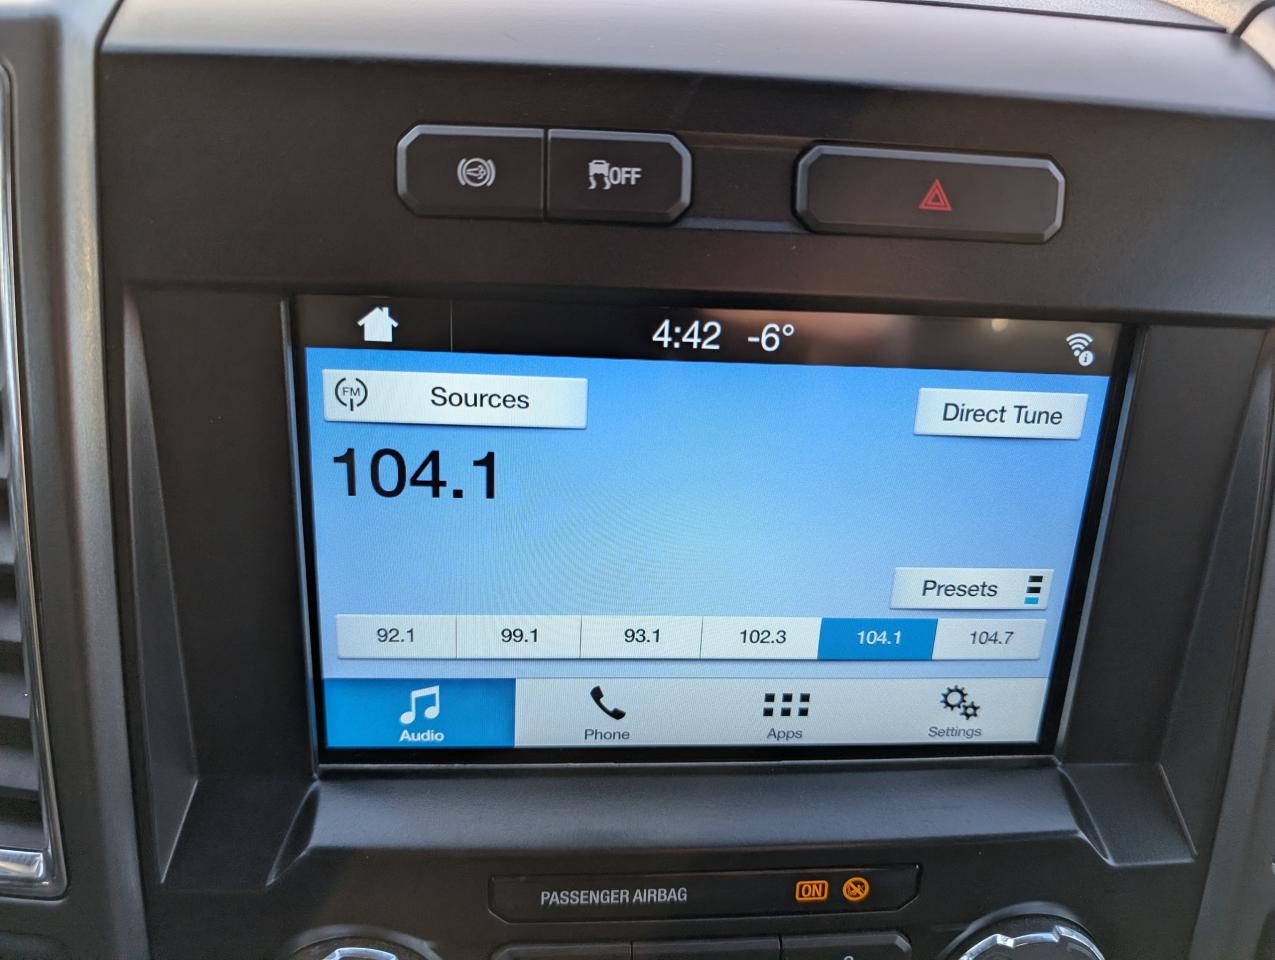 OFF
4:42 -6°
FM Sources
Direct Tune
104.1
Presets
92.1 99.1 93.1 102.3 104.1 104.7
Audio Phone Apps Settings
PASSENGER AIRBAG ON